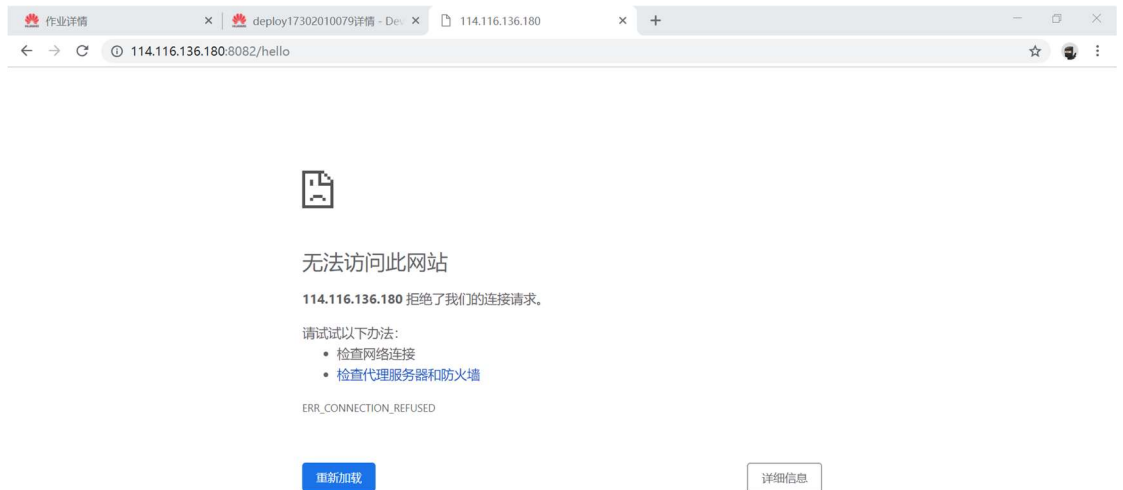 作业详情
deploy17302010079详情 - De
114.116.136.180
114.116.136.180:8082/hello
无法访问此网站
114.116.136.180 拒绝了我们的连接请求。
请试试以下办法：
检查网络连接
检查代理服务器和防火墙
ERR_CONNECTION_REFUSED
重新加载
详细信息